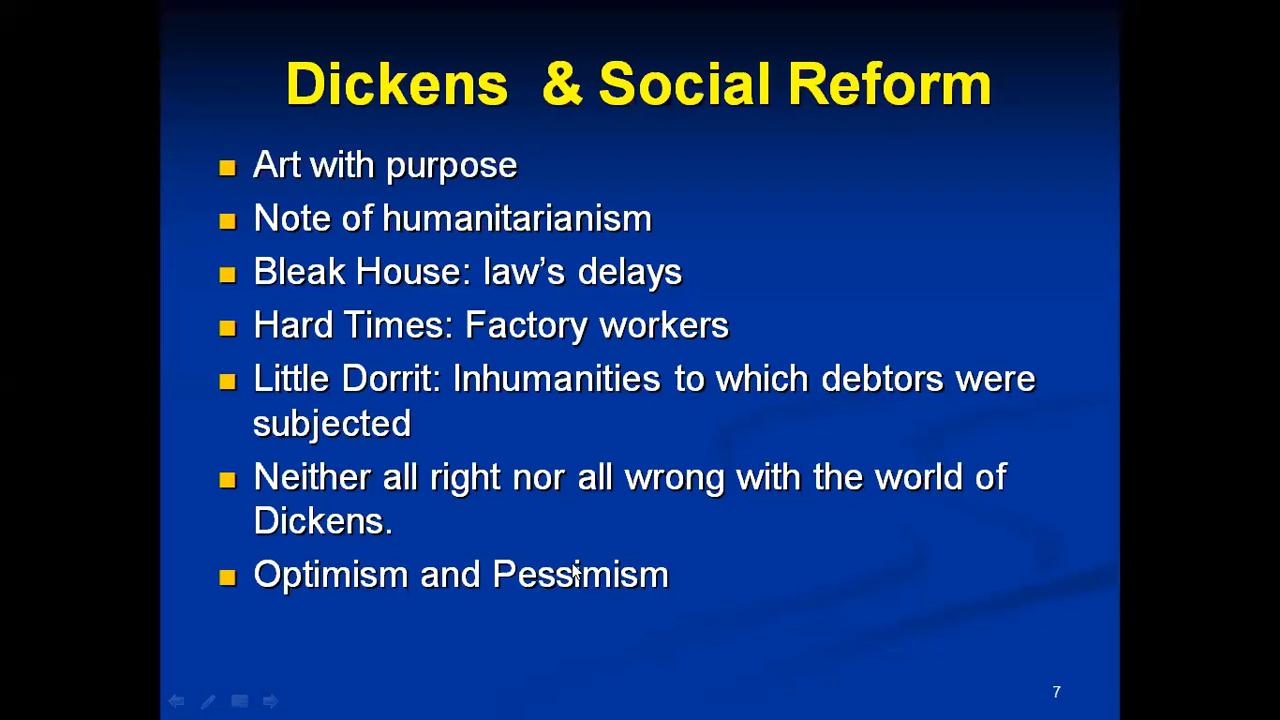 Dickens & Social Reform
Art with purpose
Note of humanitarianism
Bleak House: law's delays
Hard Times: Factory workers
Little Dorrit: Inhumanities to which debtors were
subjected
Neither all right nor all wrong with the world of
Dickens.
Optimism and Pessimism
7